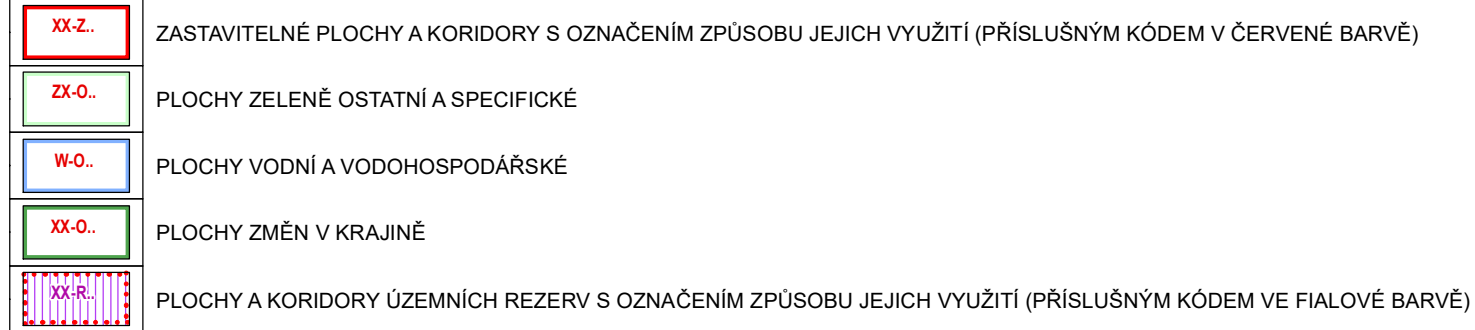 XX-Z.. ZASTAVITELNÉ PLOCHY A KORIDORY S OZNAČENÍM ZPŮSOBU JEJICH VYUŽITÍ (PŘÍSLUŠNÝM KÓDEM V ČERVENÉ BARVĚ)
ZX-O.. PLOCHY ZELENĚ OSTATNÍ A SPECIFICKÉ
W-O.. PLOCHY VODNÍ A VODOHOSPODÁŘSKÉ
XX-O.. PLOCHY ZMĚN V KRAJINĚ
XX-R.. PLOCHY A KORIDORY ÚZEMNÍCH REZERV S OZNAČENÍM ZPŮSOBU JEJICH VYUŽITÍ (PŘÍSLUŠNÝM KÓDEM VE FIALOVÉ BARVĚ)